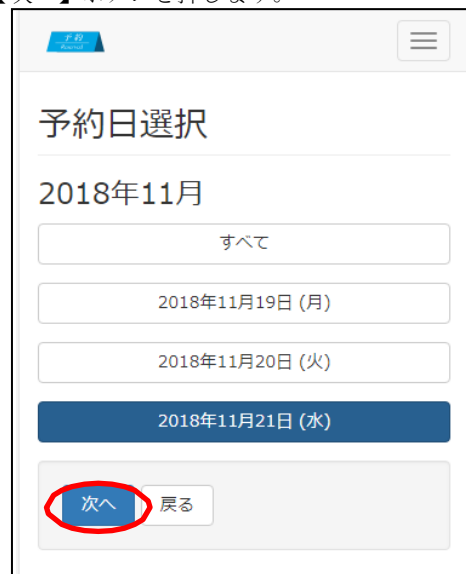 ボタンを押します。
予約
Reserved
予約日選択
2018年11月
すべて
2018年11月19日 (月)
2018年11月20日 (火)
2018年11月21日 (水)
次へ 戻る